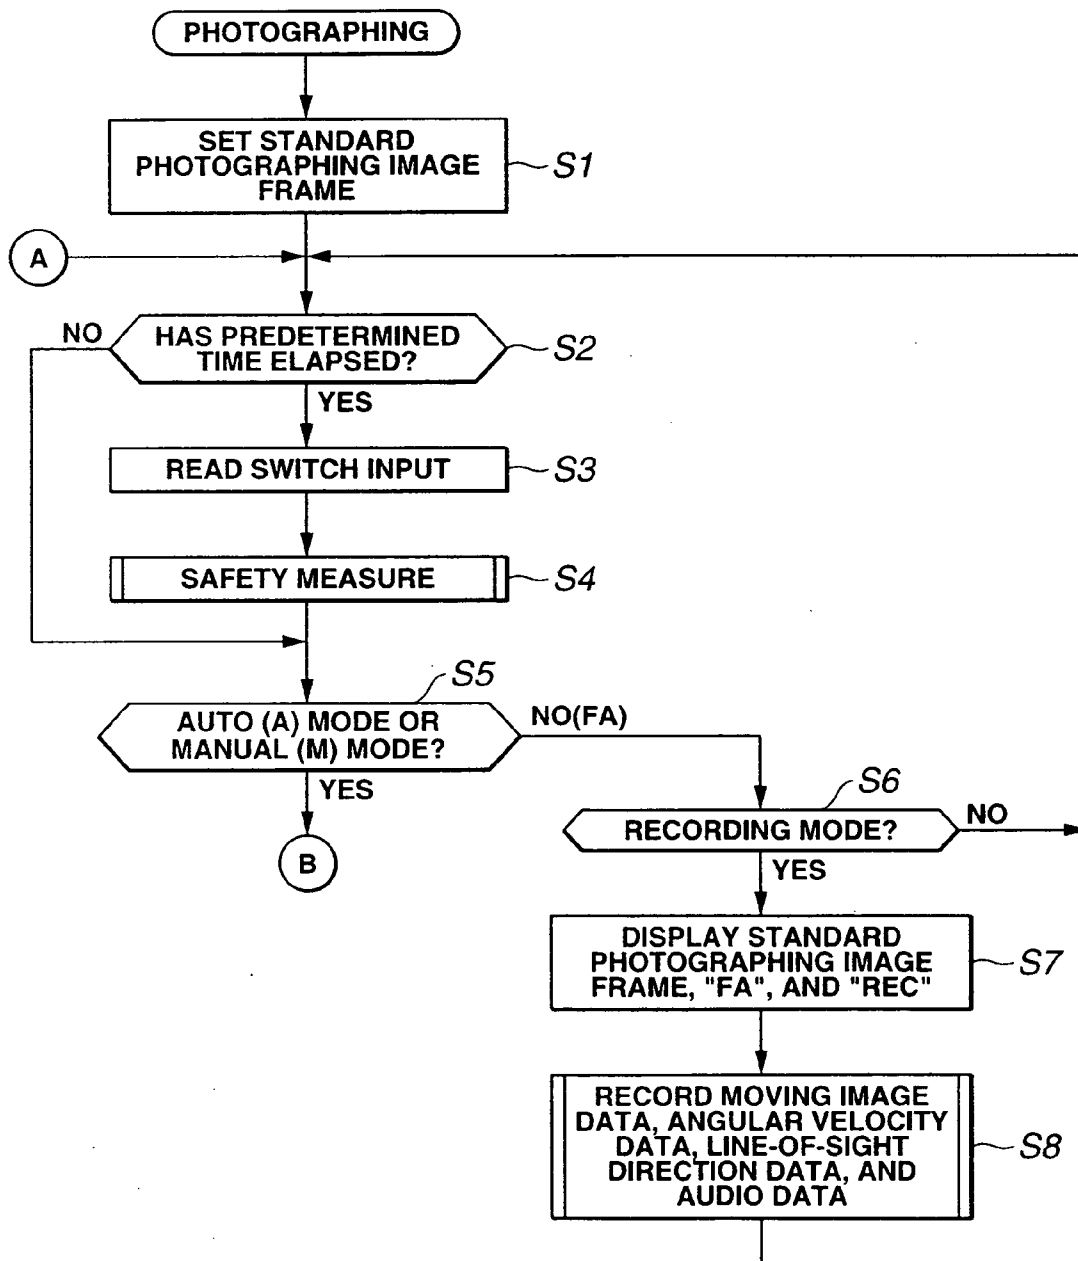 PHOTOGRAPHING
SET STANDARD
PHOTOGRAPHING IMAGE
FRAME
S1
A
NO
HAS PREDETERMINED
TIME ELAPSED?
S2
YES
READ SWITCH INPUT
S3
SAFETY MEASURE
S4
S5
AUTO (A) MODE OR
MANUAL (M) MODE?
NO(FA)
YES
B
S6
RECORDING MODE?
NO
YES
DISPLAY STANDARD
PHOTOGRAPHING IMAGE
FRAME, "FA", AND "REC"
S7
RECORD MOVING IMAGE
DATA, ANGULAR VELOCITY
DATA, LINE-OF-SIGHT
DIRECTION DATA, AND
AUDIO DATA
S8